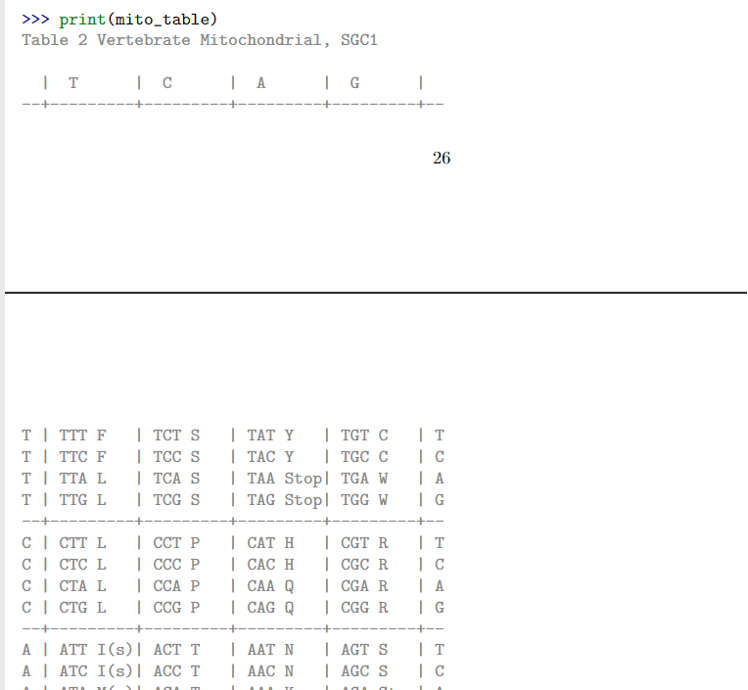 >>> print(mito_table)
Table 2 Vertebrate Mitochondrial, SGC1
  |  T      |  C      |  A      |  G      |
--+---------+---------+---------+---------+--
26
T | TTT F   | TCT S   | TAT Y   | TGT C   | T
T | TTC F   | TCC S   | TAC Y   | TGC C   | C
T | TTA L   | TCA S   | TAA Stop| TGA W   | A
T | TTG L   | TCG S   | TAG Stop| TGG W   | G
--+---------+---------+---------+---------+--
C | CTT L   | CCT P   | CAT H   | CGT R   | T
C | CTC L   | CCC P   | CAC H   | CGC R   | C
C | CTA L   | CCA P   | CAA Q   | CGA R   | A
C | CTG L   | CCG P   | CAG Q   | CGG R   | G
--+---------+---------+---------+---------+--
A | ATT I(s)| ACT T   | AAT N   | AGT S   | T
A | ATC I(s)| ACC T   | AAC N   | AGC S   | C